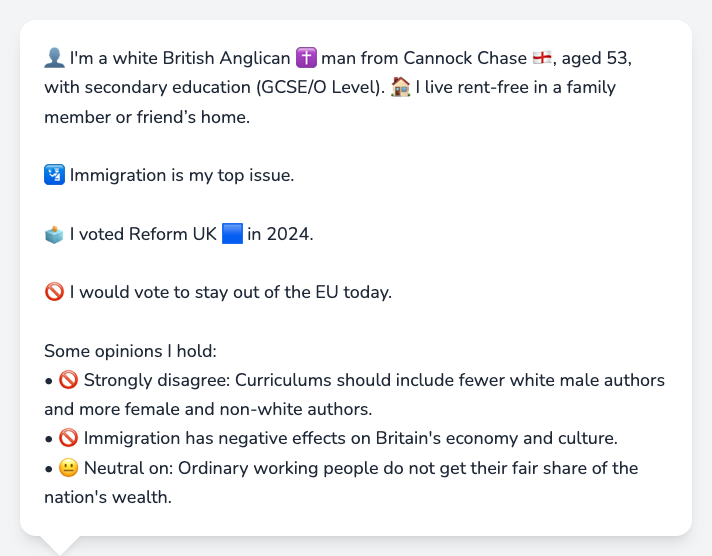 👤 I'm a white British Anglican ✝️ man from Cannock Chase 🏴󠁧󠁢󠁥󠁮󠁧󠁿, aged 53,
with secondary education (GCSE/O Level). 🏠 I live rent-free in a family
member or friend’s home.
🛂 Immigration is my top issue.
🗳️ I voted Reform UK 🟦 in 2024.
🚫 I would vote to stay out of the EU today.
Some opinions I hold:
• 🚫 Strongly disagree: Curriculums should include fewer white male authors
and more female and non-white authors.
• 🚫 Immigration has negative effects on Britain's economy and culture.
• 😐 Neutral on: Ordinary working people do not get their fair share of the
nation's wealth.